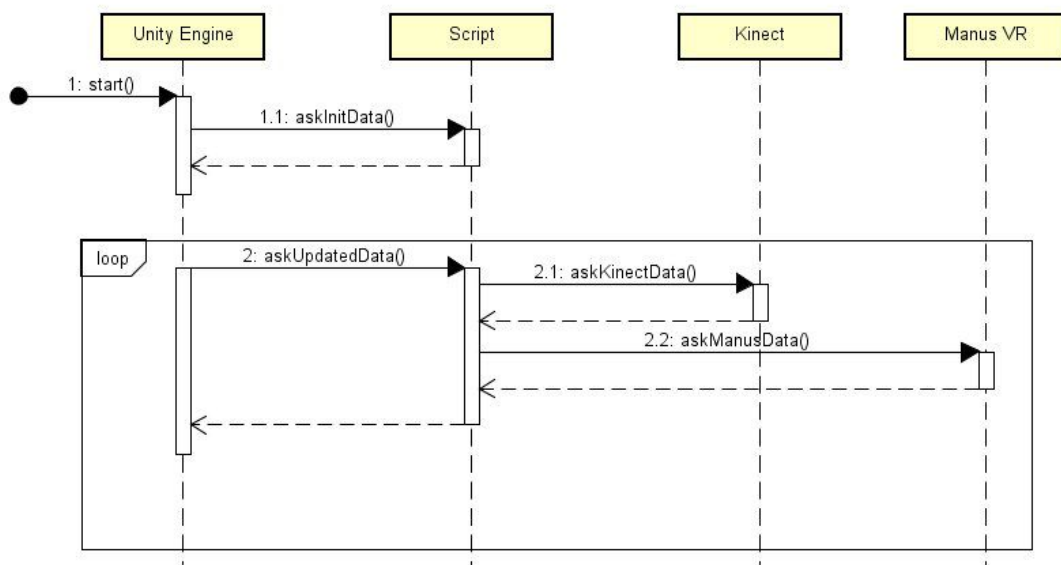 Unity Engine
Script
Kinect
Manus VR
1: start()
1.1: askInitData()
loop
2: askUpdatedData()
2.1: askKinectData()
2.2: askManusData()